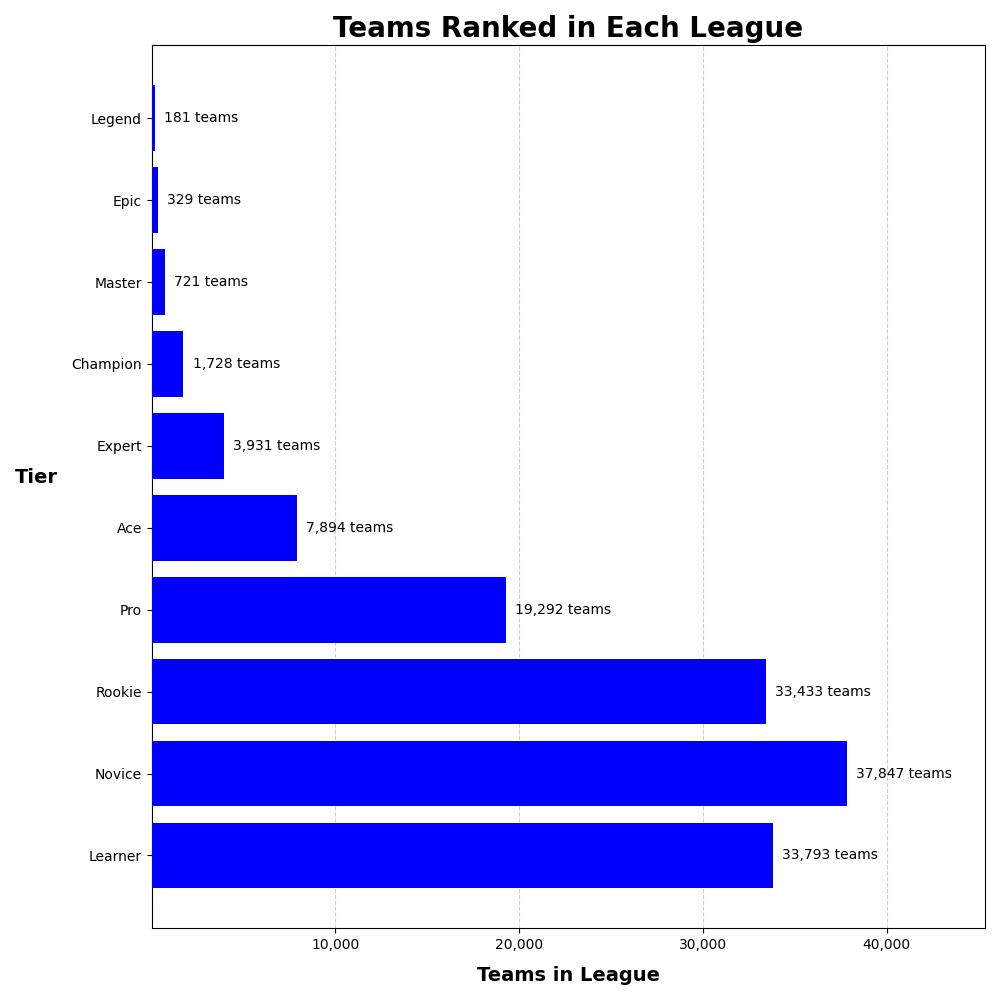 Teams Ranked in Each League
Legend 181 teams
Epic 329 teams
Master 721 teams
Champion 1,728 teams
Expert 3,931 teams
Tier
Ace 7,894 teams
Pro 19,292 teams
Rookie 33,433 teams
Novice 37,847 teams
Learner 33,793 teams
10,000 20,000 30,000 40,000
Teams in League